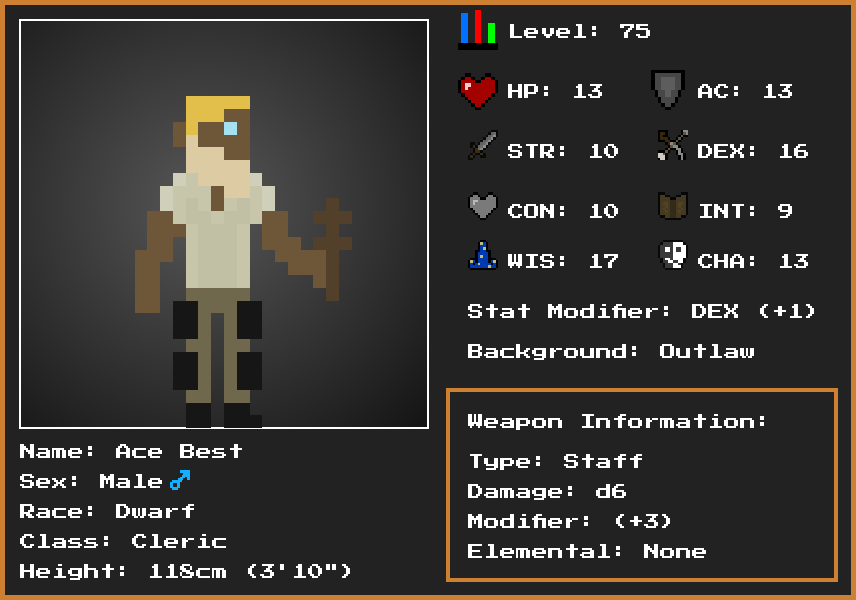 Level: 75
HP: 13
AC: 13
STR: 10
DEX: 16
CON: 10
INT: 9
WIS: 17
CHA: 13
Stat Modifier: DEX (+1)
Background: Outlaw
Weapon Information:
Type: Staff
Damage: d6
Modifier: (+3)
Elemental: None
Name: Ace Best
Sex: Male ♂
Race: Dwarf
Class: Cleric
Height: 118cm (3'10")